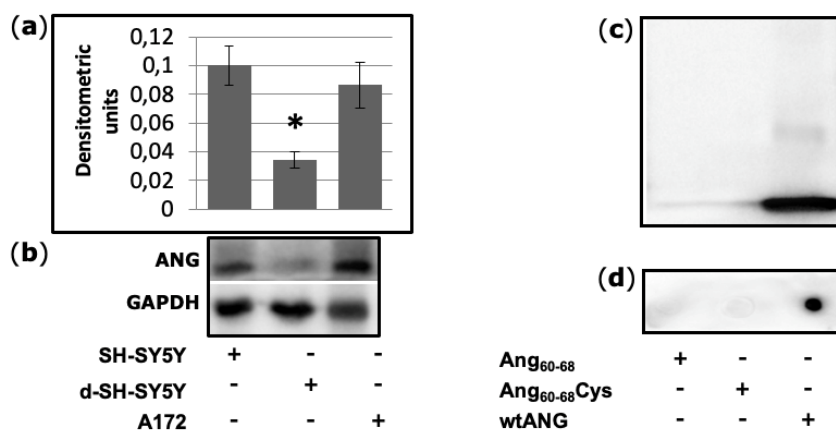 (a)
Densitometric
units
0,12
0,1
0,08
0,06
0,04
0,02
0
*
(b)
ANG
GAPDH
SH-SY5Y + - -
d-SH-SY5Y - + -
A172 - - +
(c)
(d)
Ang60-68 + - -
Ang60-68Cys - + -
wtANG - - +